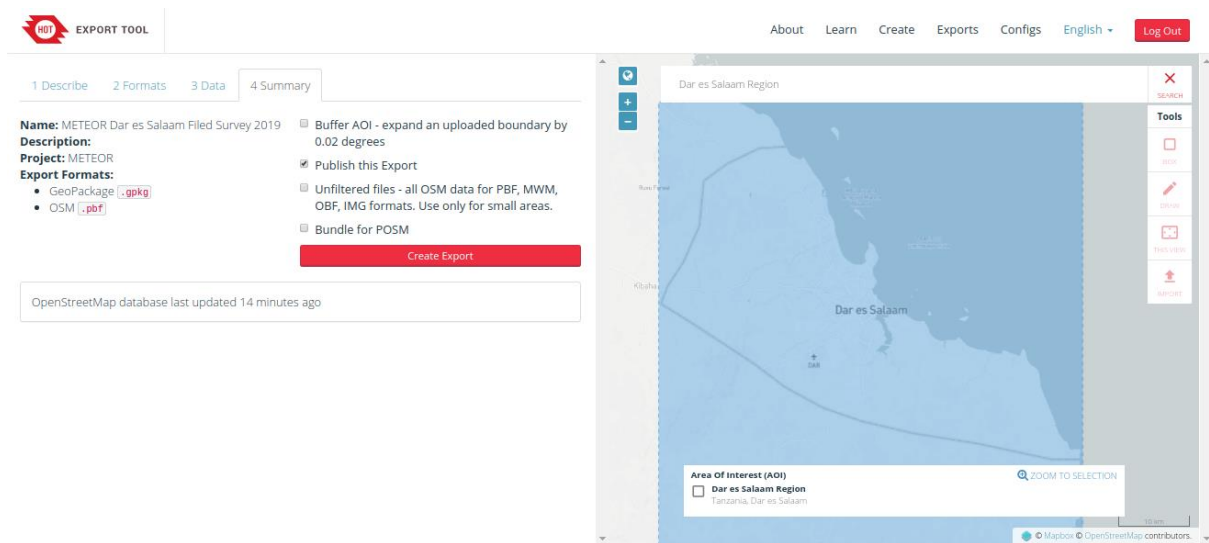 HOT EXPORT TOOL
About Learn Create Exports Configs English Log Out
1 Describe 2 Formats 3 Data 4 Summary
Name: METEOR Dar es Salaam Filed Survey 2019
Description:
Project: METEOR
Export Formats:
GeoPackage .gpkg
OSM .pbf
Buffer AOI - expand an uploaded boundary by
0.02 degrees
Publish this Export
Unfiltered files - all OSM data for PBF, MWM,
OBF, IMG formats. Use only for small areas.
Bundle for POSM
Create Export
OpenStreetMap database last updated 14 minutes ago
Dar es Salaam Region
SEARCH
Tools
BOX
DRAW
THIS VIEW
IMPORT
Kibaha
Dar es Salaam
DAR
Area Of Interest (AOI)
ZOOM TO SELECTION
Dar es Salaam Region
Tanzania, Dar es Salaam
10 km
© Mapbox © OpenStreetMap contributors.